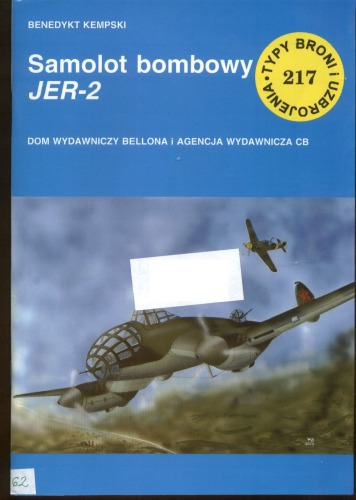 BENEDYKT KEMPSKI
Samolot bombowy
JER-2
TYPY BRONI i UZBROJENIA •
217
DOM WYDAWNICZY BELLONA i AGENCJA WYDAWNICZA CB
62